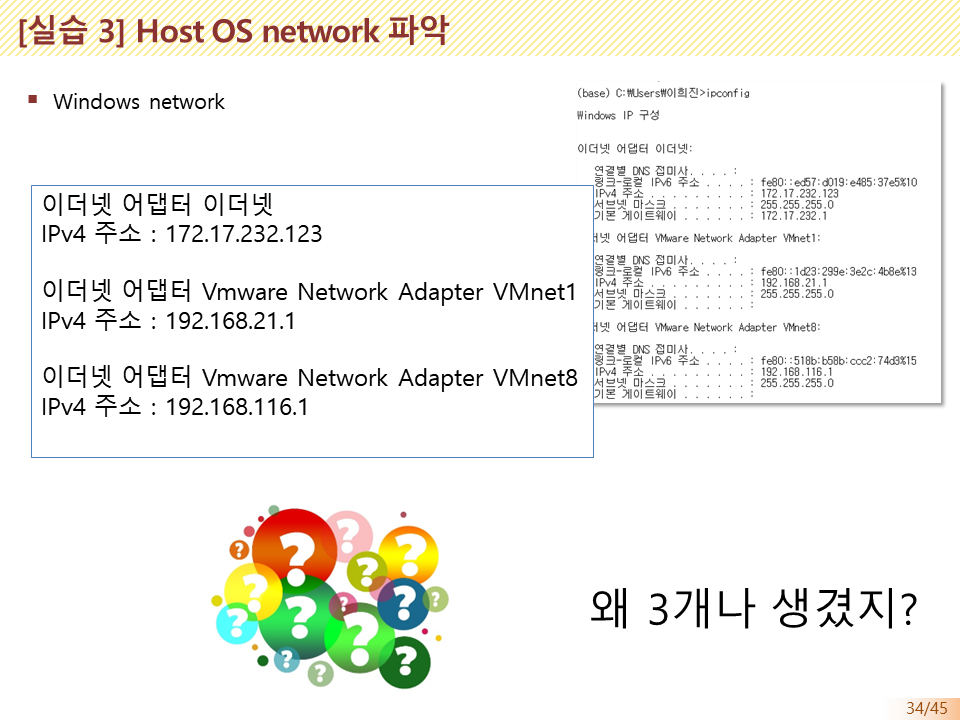 [실습 3] Host OS network 파악
▪ Windows network
(base) C:\Users\이희진>ipconfig
Windows IP 구성
이더넷 어댑터 이더넷:
연결별 DNS 접미사. . . . :
링크-로컬 IPv6 주소 . . . . : fe80::ed57:d019:e485:37e5%10
IPv4 주소 . . . . . . . . . : 172.17.232.123
서브넷 마스크 . . . . . . . : 255.255.255.0
기본 게이트웨이 . . . . . . : 172.17.232.1
더넷 어댑터 VMware Network Adapter VMnet1:
연결별 DNS 접미사. . . . :
링크-로컬 IPv6 주소 . . . . : fe80::1d23:299e:3e2c:4b8e%13
IPv4 주소 . . . . . . . . . : 192.168.21.1
서브넷 마스크 . . . . . . . : 255.255.255.0
기본 게이트웨이 . . . . . . :
더넷 어댑터 VMware Network Adapter VMnet8:
연결별 DNS 접미사. . . . :
링크-로컬 IPv6 주소 . . . . : fe80::518b:b58b:ccc2:74d3%15
IPv4 주소 . . . . . . . . . : 192.168.116.1
서브넷 마스크 . . . . . . . : 255.255.255.0
기본 게이트웨이 . . . . . . :
이더넷 어댑터 이더넷
IPv4 주소 : 172.17.232.123
이더넷 어댑터 Vmware Network Adapter VMnet1
IPv4 주소 : 192.168.21.1
이더넷 어댑터 Vmware Network Adapter VMnet8
IPv4 주소 : 192.168.116.1
왜 3개나 생겼지?
34/45